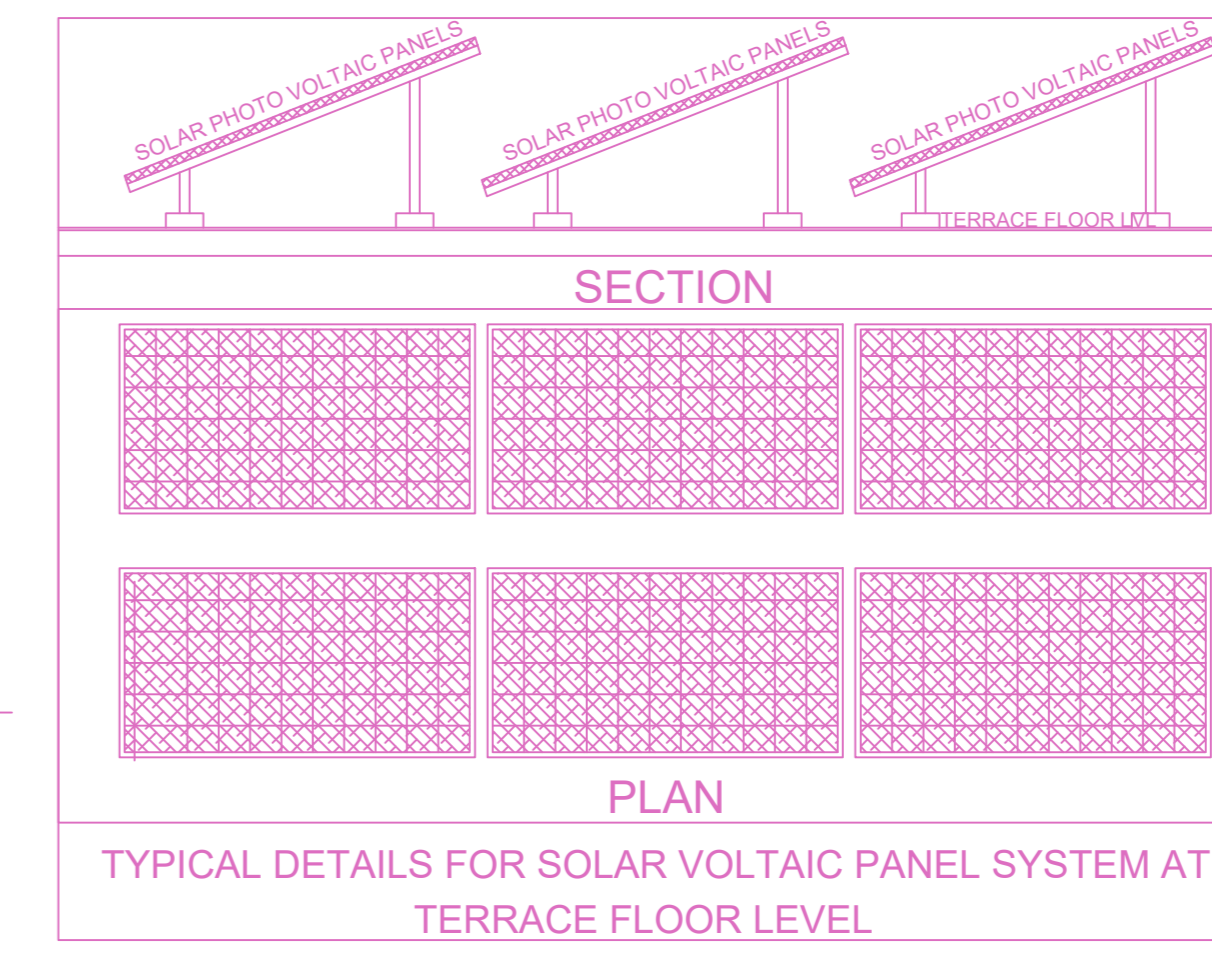 SOLAR PHOTO VOLTAIC PANELS
SOLAR PHOTO VOLTAIC PANELS
SOLAR PHOTO VOLTAIC PANELS
TERRACE FLOOR LVL
SECTION
PLAN
TYPICAL DETAILS FOR SOLAR VOLTAIC PANEL SYSTEM AT
TERRACE FLOOR LEVEL